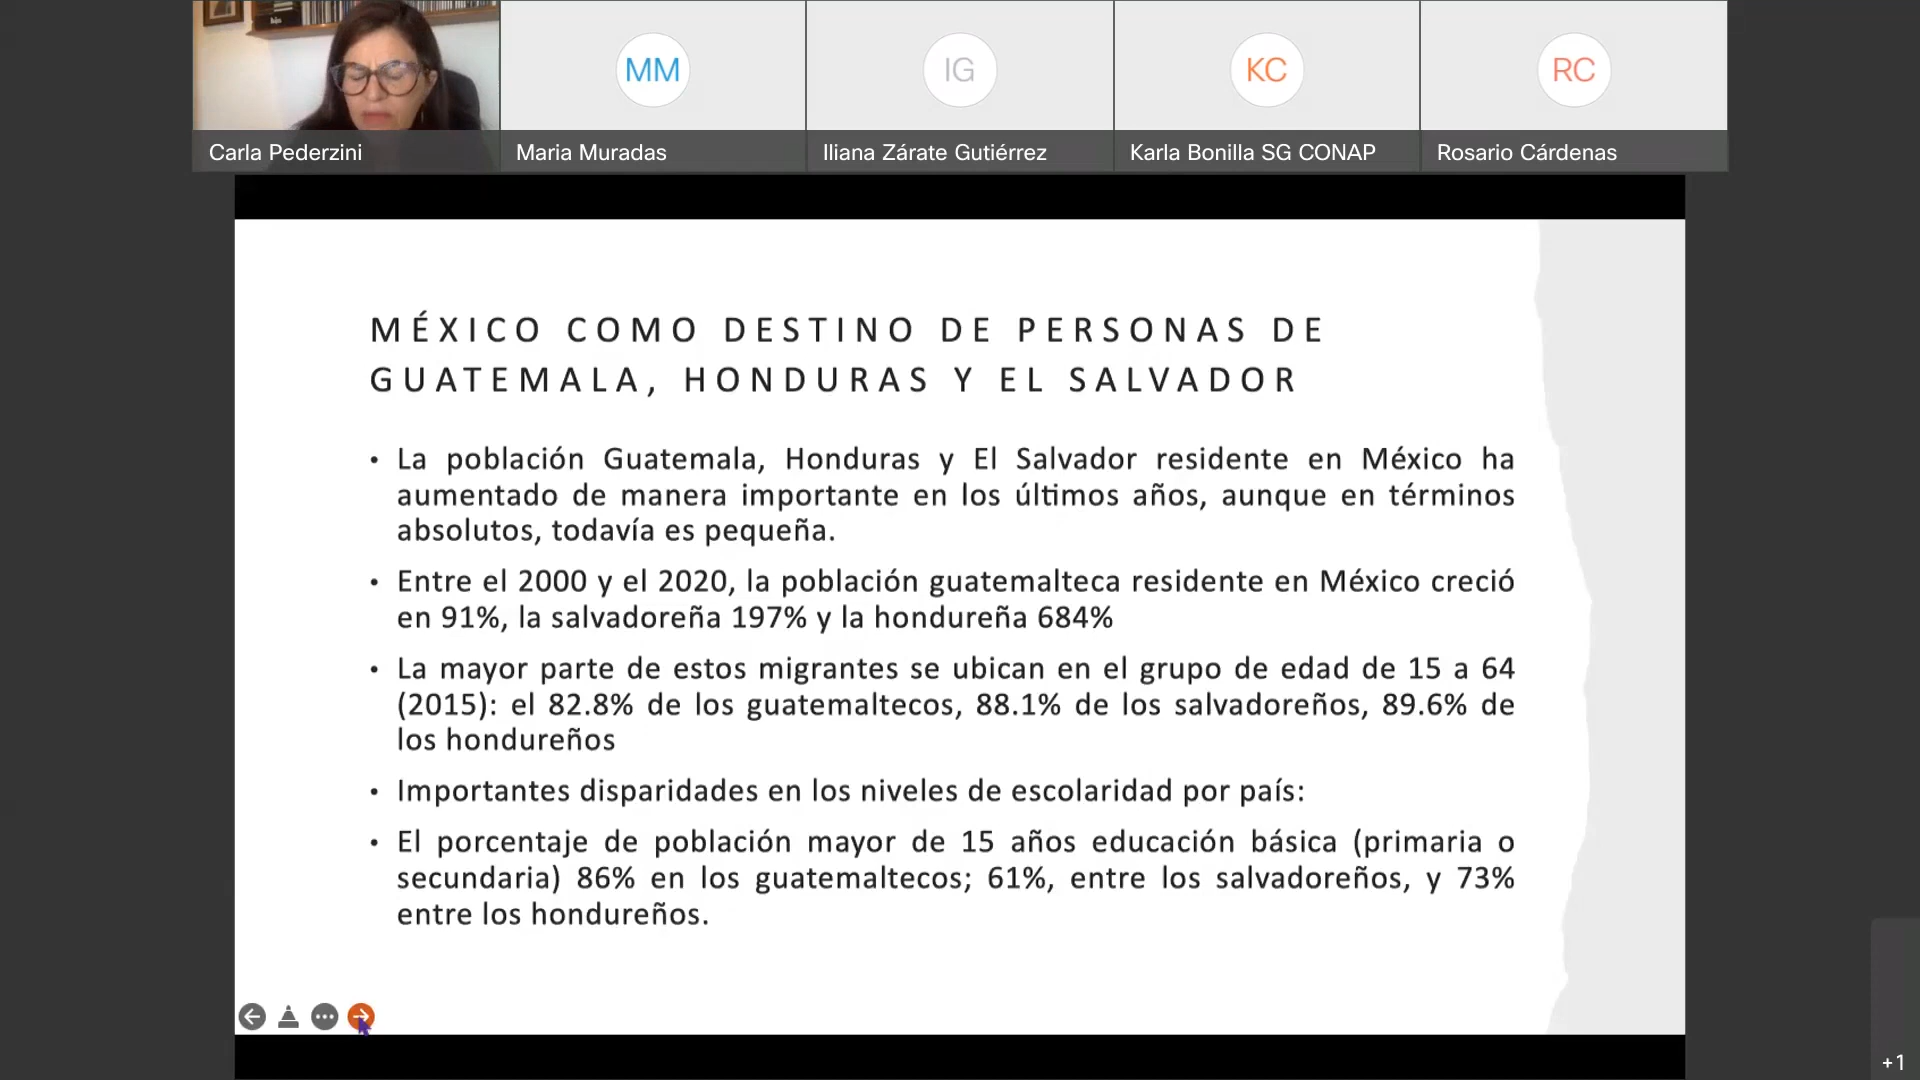 MM
IG
KC
RC
Carla Pederzini
Maria Muradas
Iliana Zárate Gutiérrez
Karla Bonilla SG CONAP
Rosario Cárdenas
MÉXICO COMO DESTINO DE PERSONAS DE
GUATEMALA, HONDURAS Y EL SALVADOR
• La población Guatemala, Honduras y El Salvador residente en México ha
aumentado de manera importante en los últimos años, aunque en términos
absolutos, todavía es pequeña.
• Entre el 2000 y el 2020, la población guatemalteca residente en México creció
en 91%, la salvadoreña 197% y la hondureña 684%
• La mayor parte de estos migrantes se ubican en el grupo de edad de 15 a 64
(2015): el 82.8% de los guatemaltecos, 88.1% de los salvadoreños, 89.6% de
los hondureños
• Importantes disparidades en los niveles de escolaridad por país:
• El porcentaje de población mayor de 15 años educación básica (primaria o
secundaria) 86% en los guatemaltecos; 61%, entre los salvadoreños, y 73%
entre los hondureños.
+1